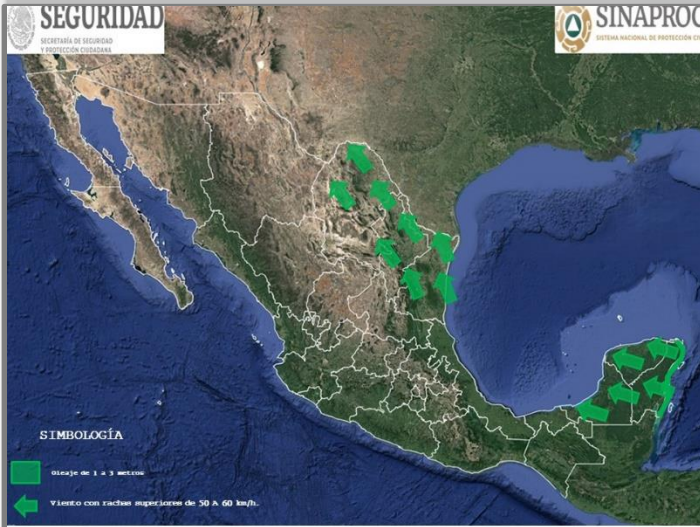 SEGURIDAD
SECRETARÍA DE SEGURIDAD
Y PROTECCIÓN CIUDADANA
SINAPROC
SISTEMA NACIONAL DE PROTECCIÓN CIV
SIMBOLOGÍA
Oleaje de 1 a 3 metros
Viento con rachas superiores de 50 A 60 km/h.